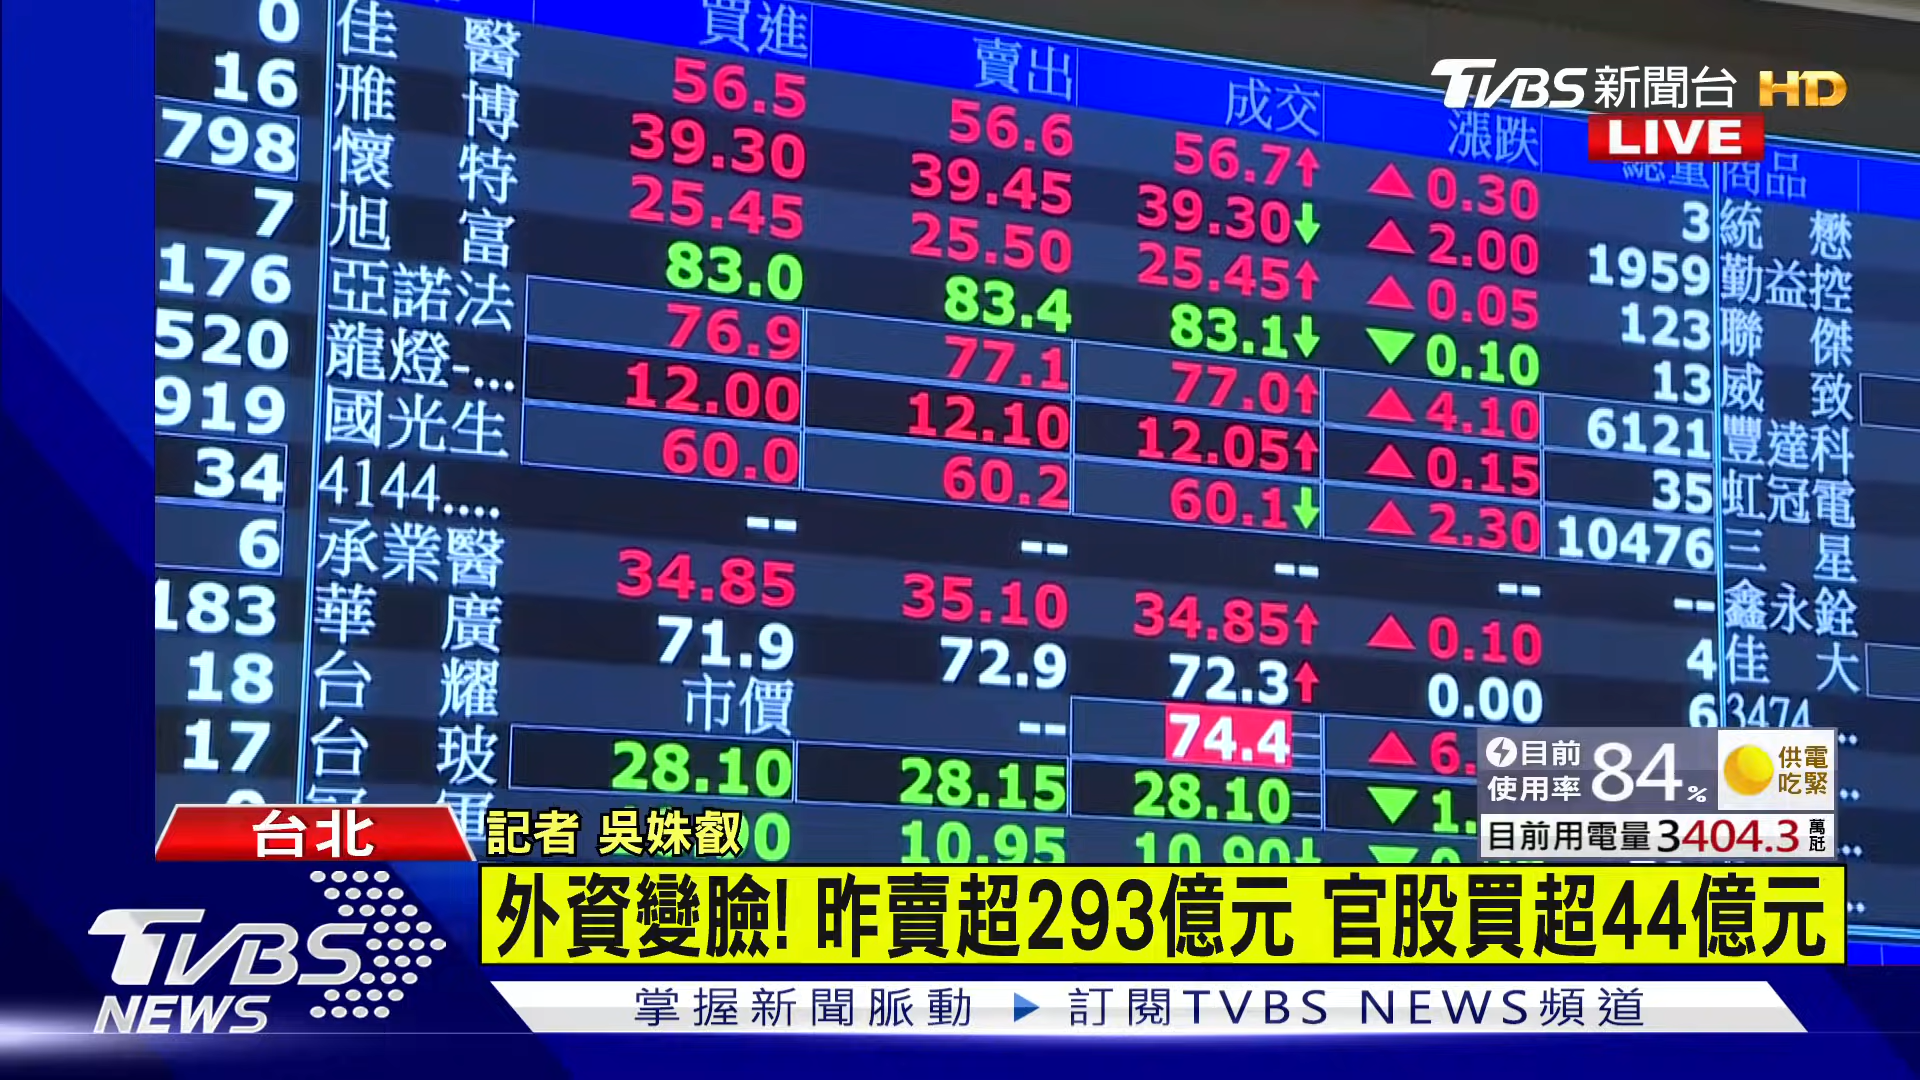 買進 賣出 成交 漲跌 總量 商品
0 佳醫 56.5 56.6 56.7↑ ▲0.30 3 統懋
16 雃博 39.30 39.45 39.30↓ ▲2.00 1959 勤益控
798 懷特 25.45 25.50 25.45↑ ▲0.05 123 聯傑
7 旭富 83.0 83.4 83.1↓ ▼0.10 13 威致
176 亞諾法 76.9 77.1 77.0↑ ▲4.10 6121 豐達科
520 龍燈-... 12.00 12.10 12.05↑ ▲0.15 35 虹冠電
919 國光生 60.0 60.2 60.1↓ ▲2.30 10476 三星
34 4144.... -- -- -- -- -- 鑫永銓
6 承業醫 34.85 35.10 34.85↑ ▲0.10 4 佳大
183 華廣 71.9 72.9 72.3↑ 0.00 6 3474...
18 台耀 市價 -- 74.4 ▲6.
17 台玻 28.10 28.15 28.10 ▼1.
10.95 10.90↓
TVBS新聞台 HD
LIVE
目前使用率 84% 供電吃緊
目前用電量 3404.3 萬瓩
台北
記者 吳姝叡
外資變臉! 昨賣超293億元 官股買超44億元
TVBS NEWS
掌握新聞脈動 ▶ 訂閱TVBS NEWS頻道